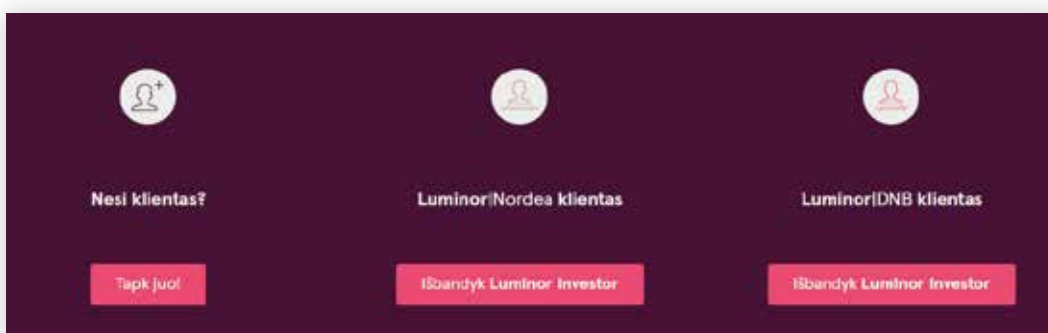 Nesi klientas?
Luminor|Nordea klientas
Luminor|DNB klientas
Tapk juo!
Išbandyk Luminor Investor
Išbandyk Luminor Investor